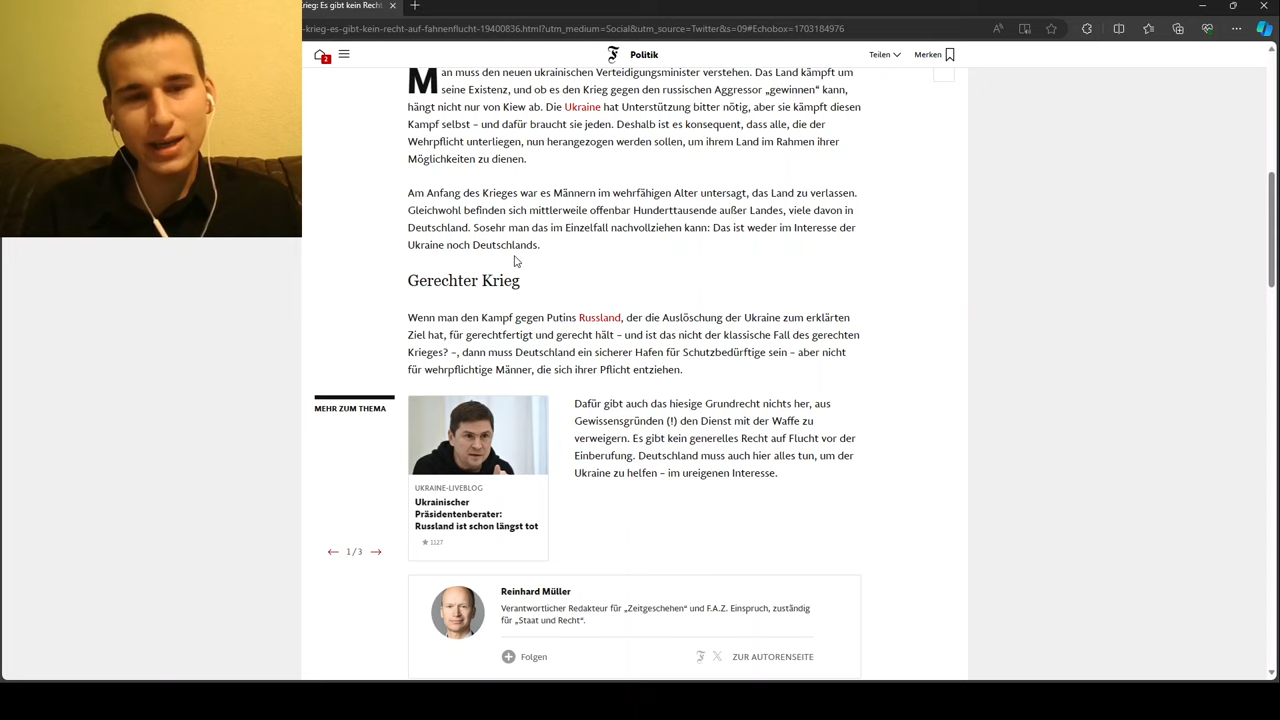 krieg: Es gibt kein Recht
-krieg-es-gibt-kein-recht-auf-fahnenflucht-19400836.html?utm_medium=Social&utm_source=Twitter&s=09#Echobox=1703184976
2
Politik
Teilen
Merken
Man muss den neuen ukrainischen Verteidigungsminister verstehen. Das Land kämpft um
seine Existenz, und ob es den Krieg gegen den russischen Aggressor „gewinnen“ kann,
hängt nicht nur von Kiew ab. Die Ukraine hat Unterstützung bitter nötig, aber sie kämpft diesen
Kampf selbst – und dafür braucht sie jeden. Deshalb ist es konsequent, dass alle, die der
Wehrpflicht unterliegen, nun herangezogen werden sollen, um ihrem Land im Rahmen ihrer
Möglichkeiten zu dienen.
Am Anfang des Krieges war es Männern im wehrfähigen Alter untersagt, das Land zu verlassen.
Gleichwohl befinden sich mittlerweile offenbar Hunderttausende außer Landes, viele davon in
Deutschland. Sosehr man das im Einzelfall nachvollziehen kann: Das ist weder im Interesse der
Ukraine noch Deutschlands.
Gerechter Krieg
Wenn man den Kampf gegen Putins Russland, der die Auslöschung der Ukraine zum erklärten
Ziel hat, für gerechtfertigt und gerecht hält – und ist das nicht der klassische Fall des gerechten
Krieges? –, dann muss Deutschland ein sicherer Hafen für Schutzbedürftige sein – aber nicht
für wehrpflichtige Männer, die sich ihrer Pflicht entziehen.
MEHR ZUM THEMA
1/3
UKRAINE-LIVEBLOG
Ukrainischer
Präsidentenberater:
Russland ist schon längst tot
1127
Dafür gibt auch das hiesige Grundrecht nichts her, aus
Gewissensgründen (!) den Dienst mit der Waffe zu
verweigern. Es gibt kein generelles Recht auf Flucht vor der
Einberufung. Deutschland muss auch hier alles tun, um der
Ukraine zu helfen – im ureigenen Interesse.
Reinhard Müller
Verantwortlicher Redakteur für „Zeitgeschehen“ und F.A.Z. Einspruch, zuständig
für „Staat und Recht“.
Folgen
ZUR AUTORENSEITE